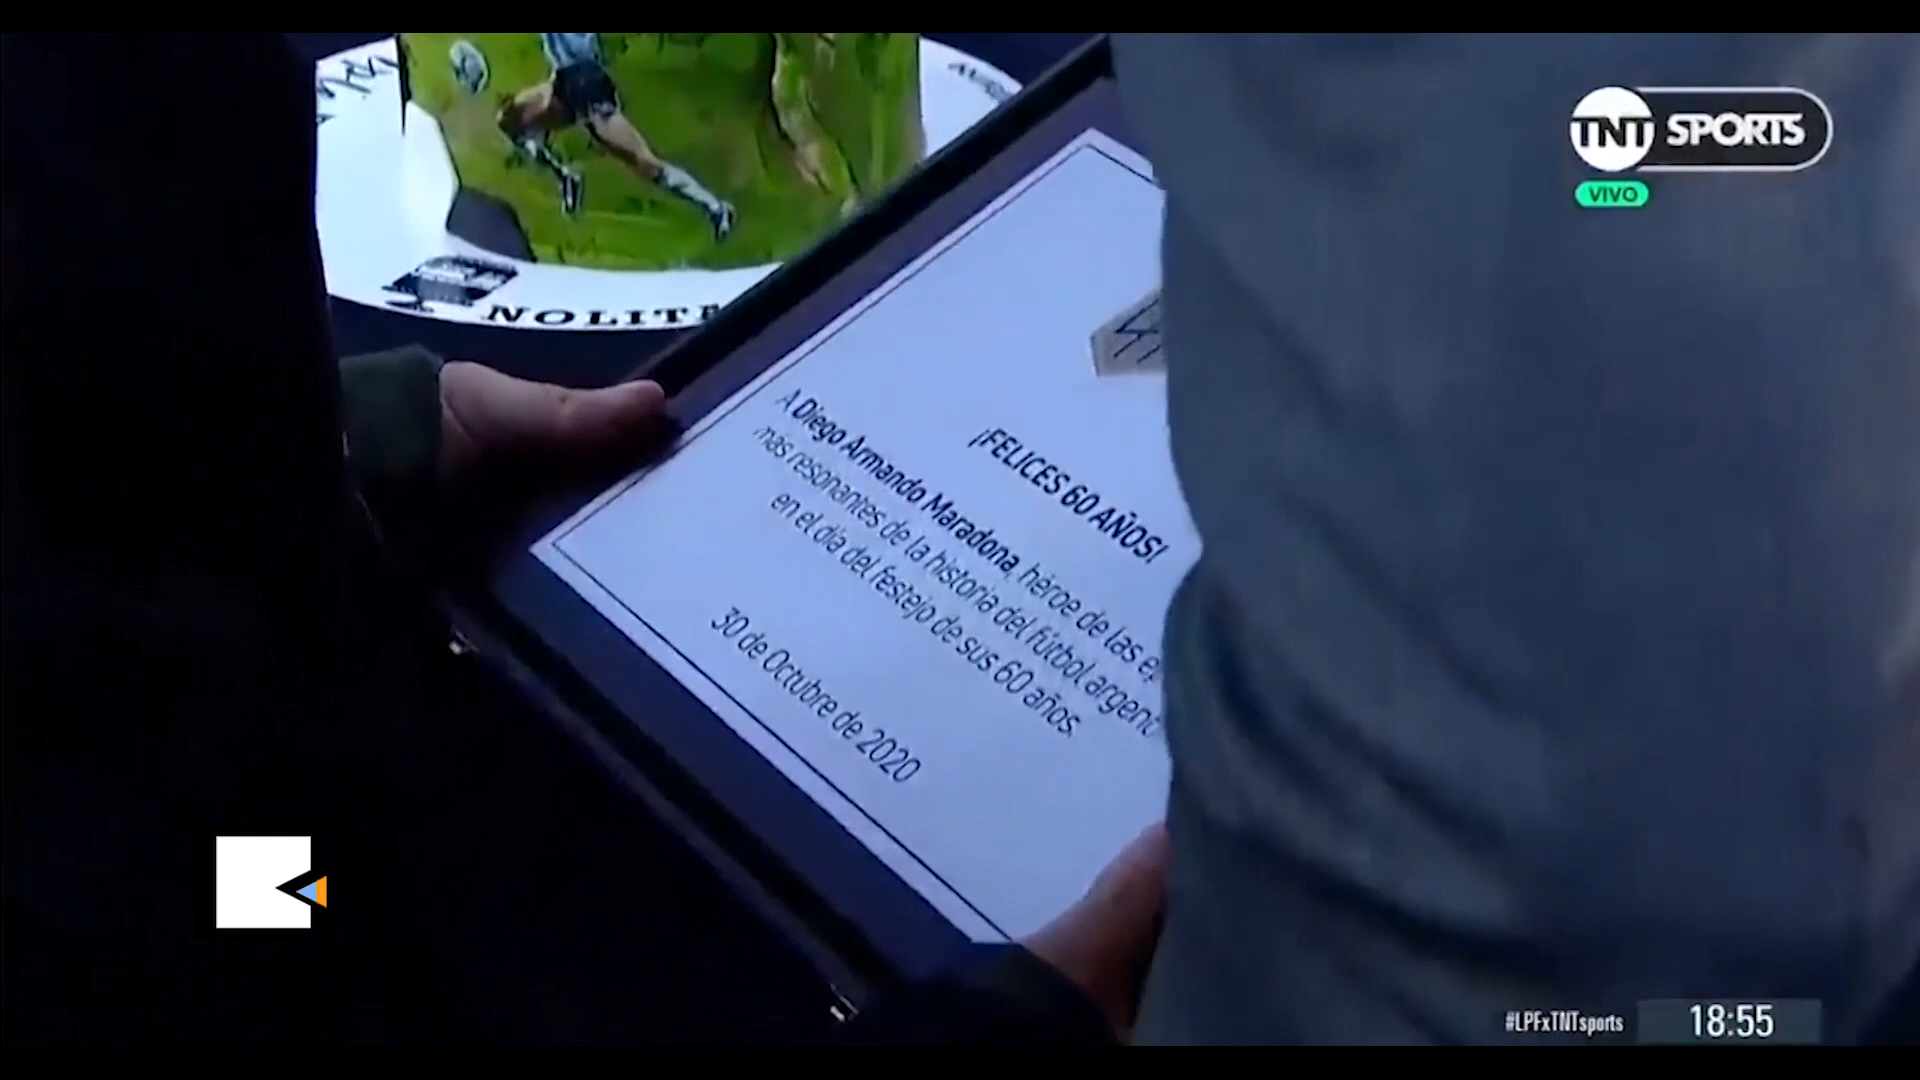 TNT SPORTS
VIVO
NOLITE
¡FELICES 60 AÑOS!
A Diego Armando Maradona, héroe de las
más resonantes de la historia del fútbol
en el día del festejo de sus 60 años.
30 de Octubre de 2020
#LPFxTNTsports
18:55